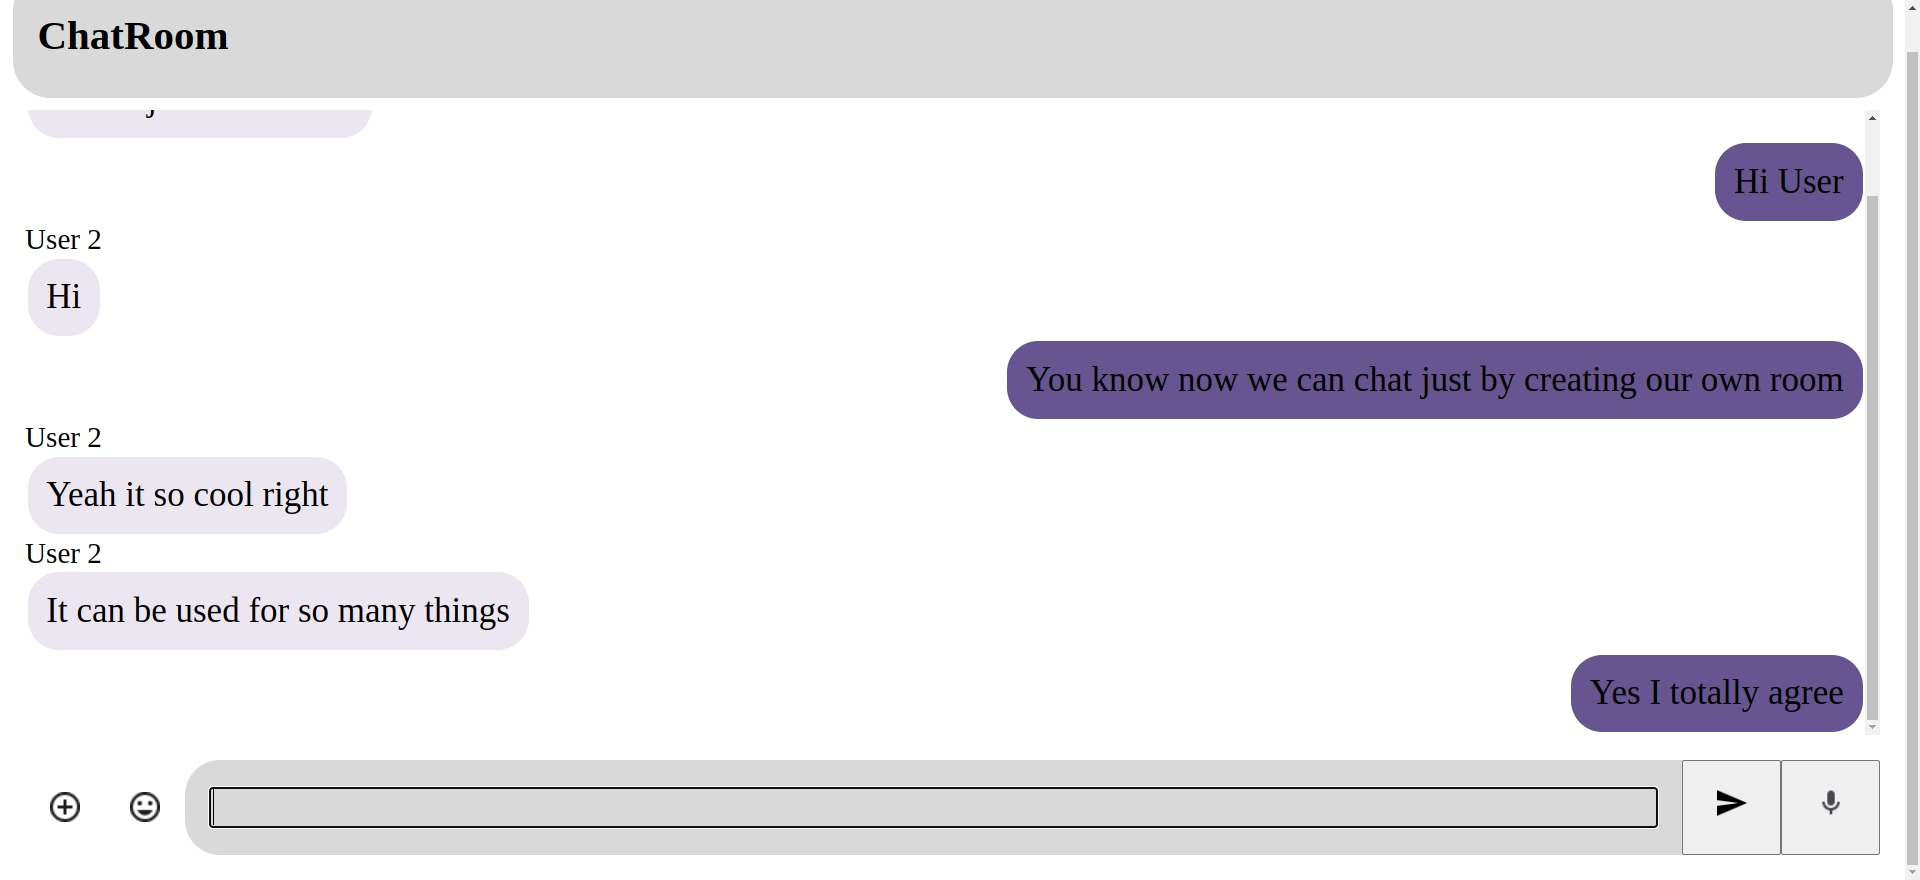 ChatRoom
Hi User
User 2
Hi
You know now we can chat just by creating our own room
User 2
Yeah it so cool right
User 2
It can be used for so many things
Yes I totally agree